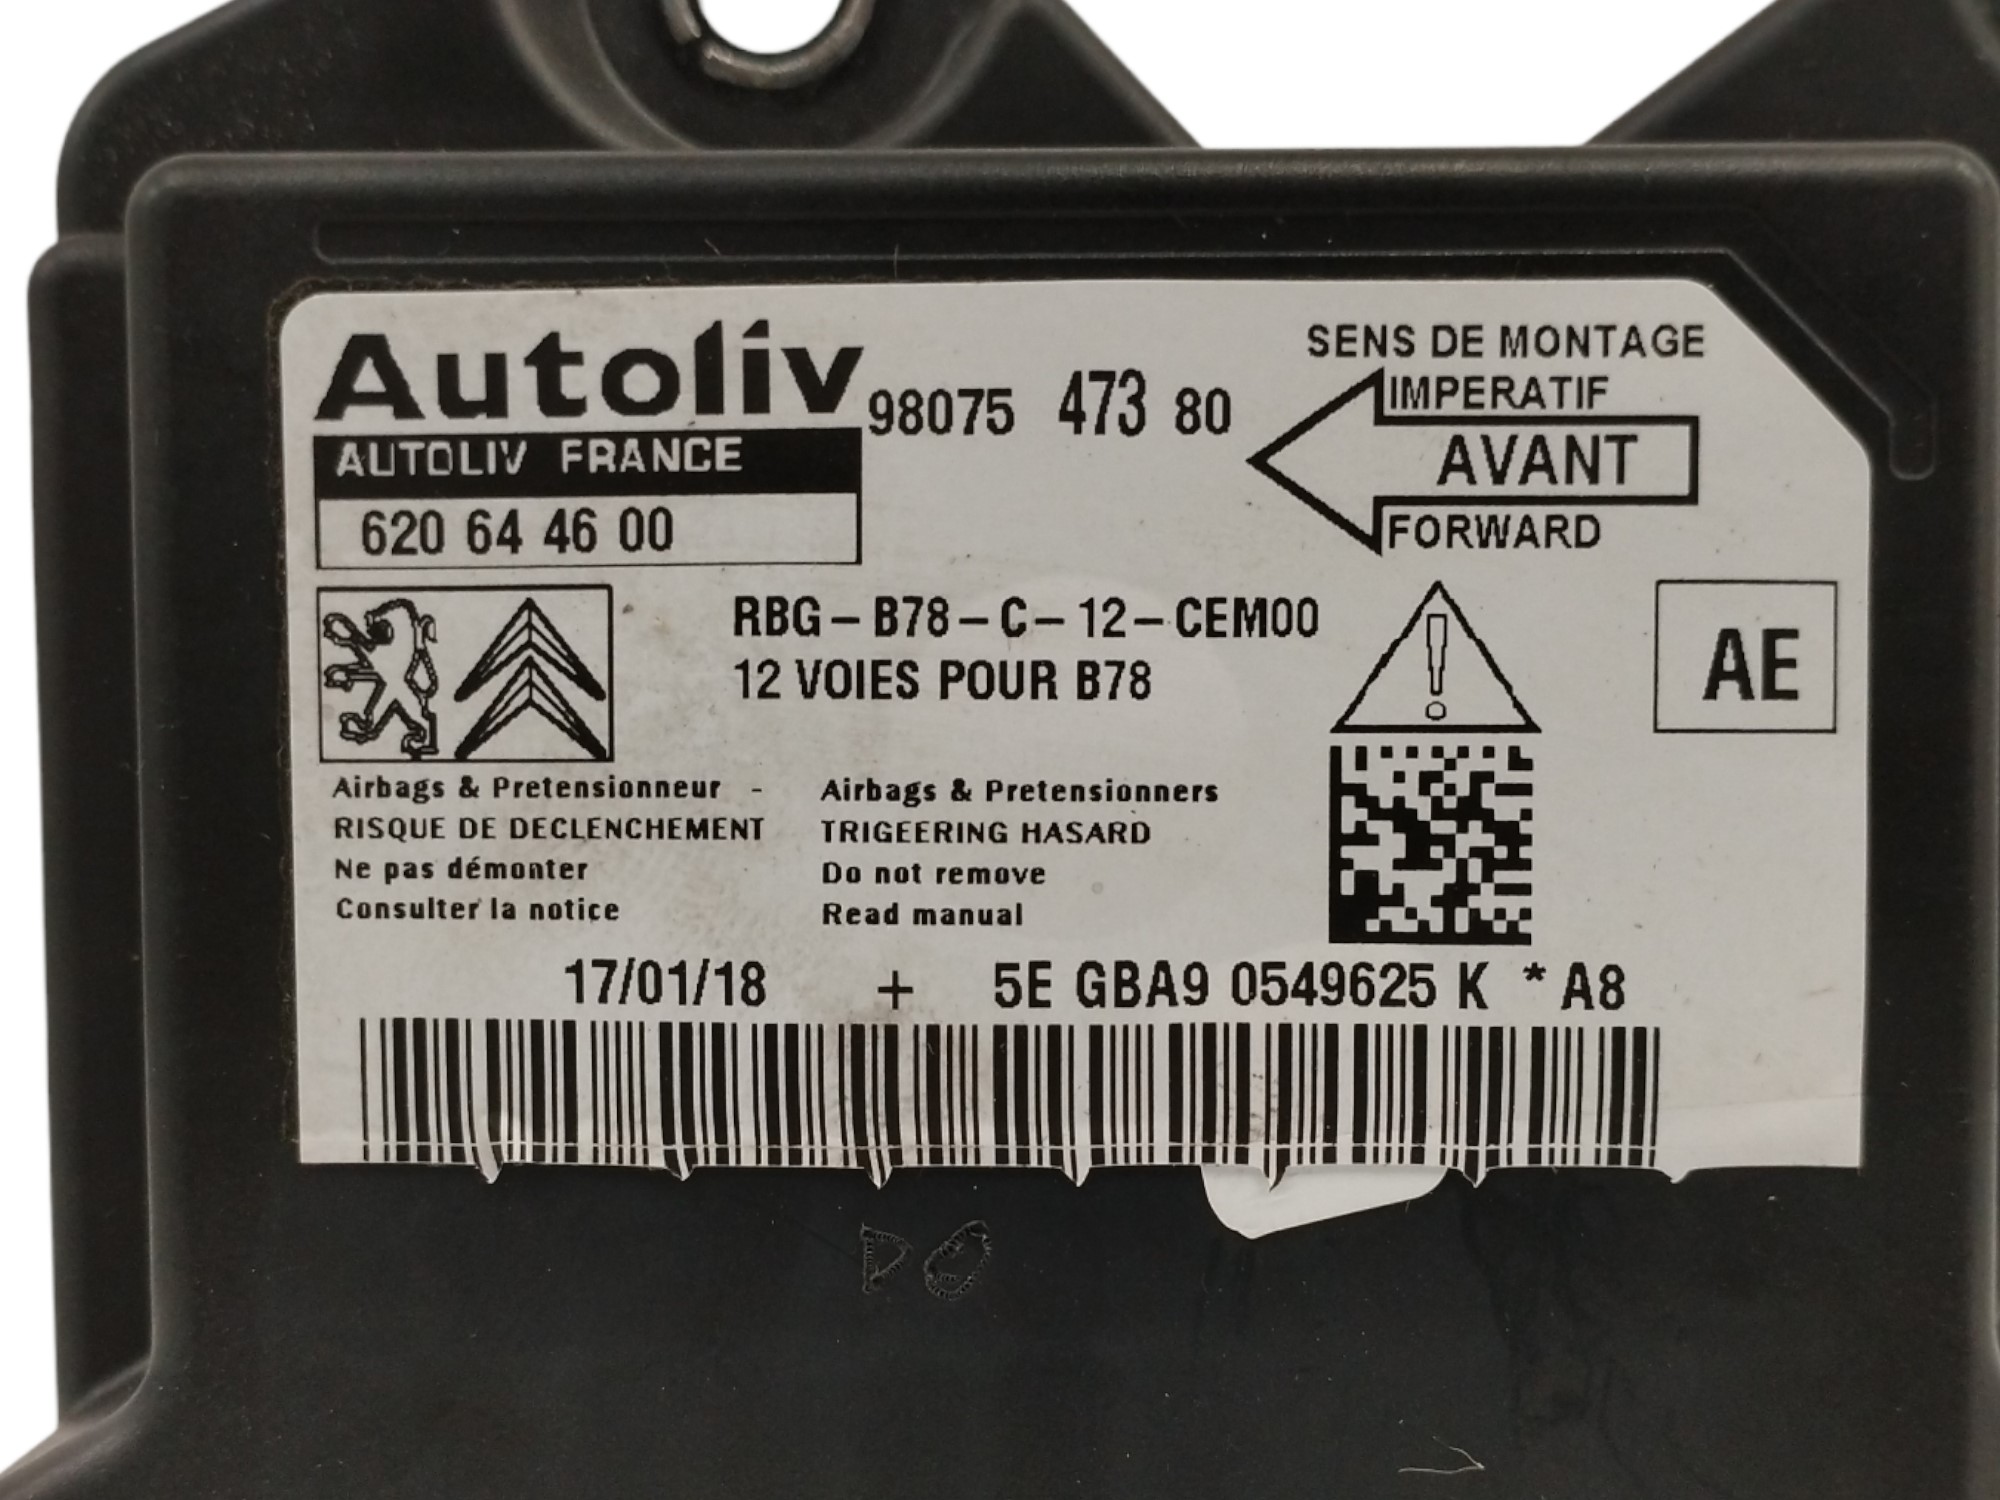 Autoliv
98075 473 80
SENS DE MONTAGE
IMPERATIF
AVANT
FORWARD
AUTOLIV FRANCE
620 64 46 00
RBG-B78-C-12-CEM00
12 VOIES POUR B78
AE
Airbags & Pretensionneur -
RISQUE DE DECLENCHEMENT
Ne pas démonter
Consulter la notice
Airbags & Pretensionners
TRIGEERING HASARD
Do not remove
Read manual
17/01/18 + 5E GBA9 0549625 K * A8